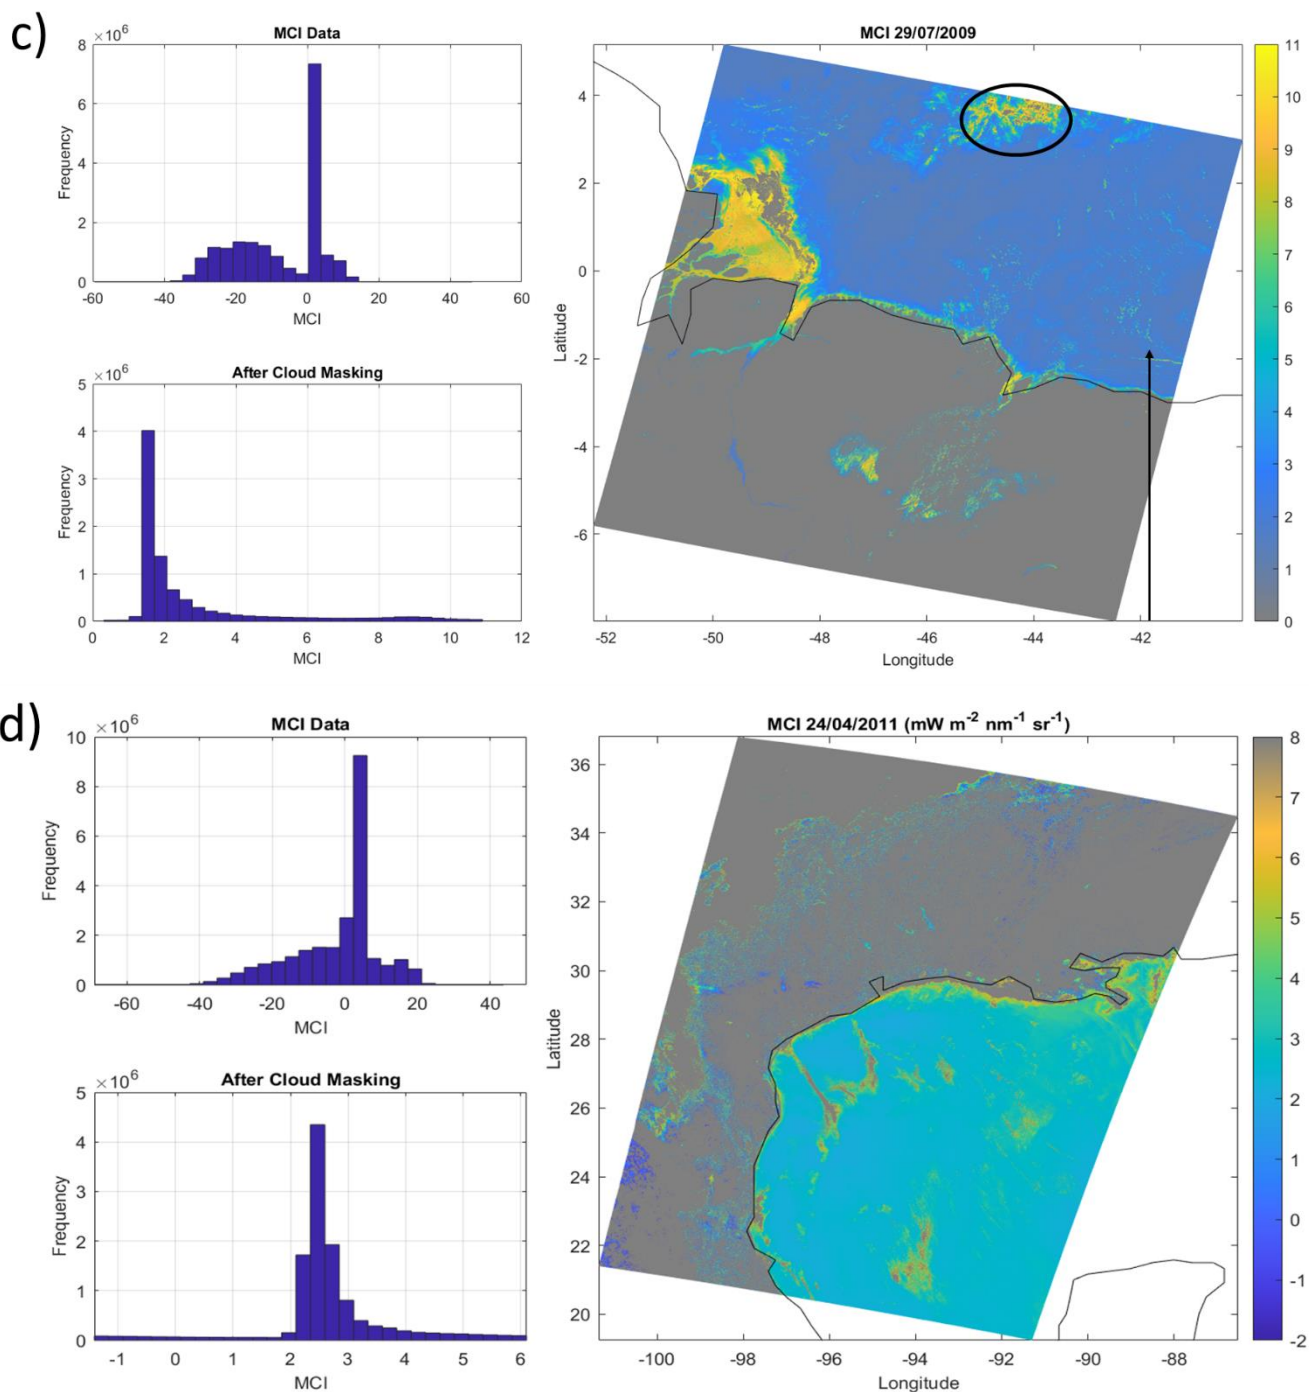 c)
MCI Data
×10⁶
8
6
4
2
0
Frequency
-60 -40 -20 0 20 40 60
MCI
After Cloud Masking
×10⁶
5
4
3
2
1
0
Frequency
0 2 4 6 8 10 12
MCI
MCI 29/07/2009
4
2
0
-2
-4
-6
Latitude
-52 -50 -48 -46 -44 -42
Longitude
11
10
9
8
7
6
5
4
3
2
1
0
d)
MCI Data
×10⁶
10
8
6
4
2
0
Frequency
-60 -40 -20 0 20 40
MCI
After Cloud Masking
×10⁶
5
4
3
2
1
0
Frequency
-1 0 1 2 3 4 5 6
MCI
MCI 24/04/2011 (mW m⁻² nm⁻¹ sr⁻¹)
36
34
32
30
28
26
24
22
20
Latitude
-100 -98 -96 -94 -92 -90 -88
Longitude
8
7
6
5
4
3
2
1
0
-1
-2